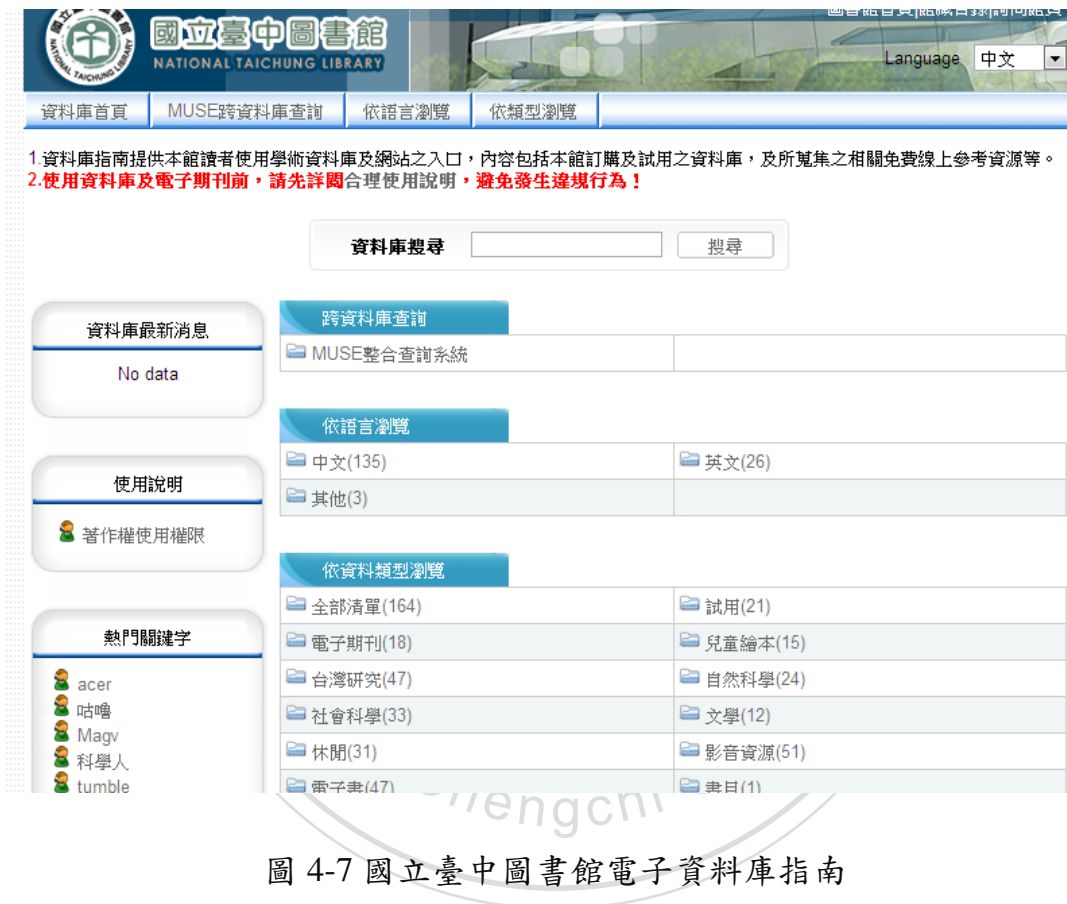 圖書館首頁|館藏目錄|詢問館員
國立臺中圖書館
NATIONAL TAICHUNG LIBRARY
Language 中文
資料庫首頁 MUSE跨資料庫查詢 依語言瀏覽 依類型瀏覽
1.資料庫指南提供本館讀者使用學術資料庫及網站之入口，內容包括本館訂購及試用之資料庫，及所蒐集之相關免費線上參考資源等。
2.使用資料庫及電子期刊前，請先詳閱合理使用說明，避免發生違規行為！
資料庫搜尋 搜尋
資料庫最新消息
No data
使用說明
著作權使用權限
熱門關鍵字
acer
咕嚕
Magv
科學人
tumble
跨資料庫查詢
MUSE整合查詢系統
依語言瀏覽
中文(135) 英文(26)
其他(3)
依資料類型瀏覽
全部清單(164) 試用(21)
電子期刊(18) 兒童繪本(15)
台灣研究(47) 自然科學(24)
社會科學(33) 文學(12)
休閒(31) 影音資源(51)
電子書(47) 書目(1)
Chengchi
圖 4-7 國立臺中圖書館電子資料庫指南